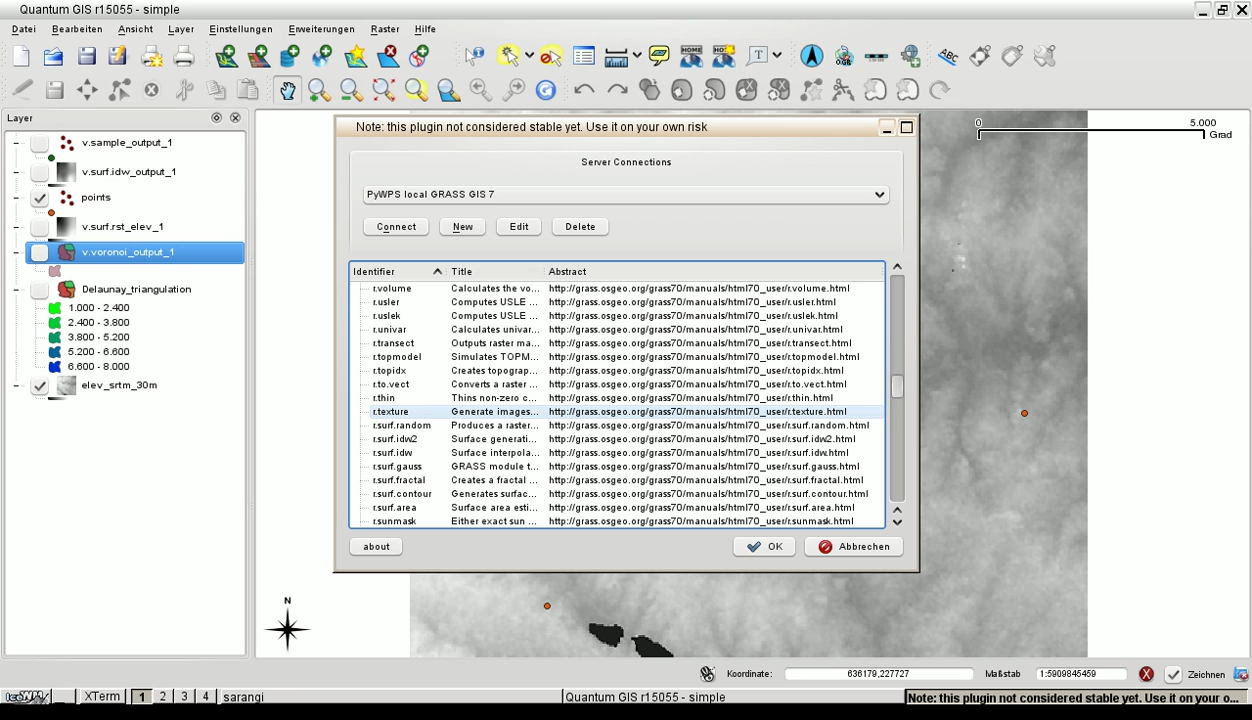 Quantum GIS r15055 - simple
Datei Bearbeiten Ansicht Layer Einstellungen Erweiterungen Raster Hilfe
Layer
v.sample_output_1
v.surf.idw_output_1
points
v.surf.rst_elev_1
v.voronoi_output_1
Delaunay_triangulation
1.000 - 2.400
2.400 - 3.800
3.800 - 5.200
5.200 - 6.600
6.600 - 8.000
elev_srtm_30m
0 5.000
Grad
N
Note: this plugin not considered stable yet. Use it on your own risk
Server Connections
PyWPS local GRASS GIS 7
Connect New Edit Delete
Identifier Title Abstract
r.volume Calculates the vo... http://grass.osgeo.org/grass70/manuals/html70_user/r.volume.html
r.usler Computes USLE ... http://grass.osgeo.org/grass70/manuals/html70_user/r.usler.html
r.uslek Computes USLE ... http://grass.osgeo.org/grass70/manuals/html70_user/r.uslek.html
r.univar Calculates univar... http://grass.osgeo.org/grass70/manuals/html70_user/r.univar.html
r.transect Outputs raster ma... http://grass.osgeo.org/grass70/manuals/html70_user/r.transect.html
r.topmodel Simulates TOPM... http://grass.osgeo.org/grass70/manuals/html70_user/r.topmodel.html
r.topidx Creates topograp... http://grass.osgeo.org/grass70/manuals/html70_user/r.topidx.html
r.to.vect Converts a raster ... http://grass.osgeo.org/grass70/manuals/html70_user/r.to.vect.html
r.thin Thins non-zero c... http://grass.osgeo.org/grass70/manuals/html70_user/r.thin.html
r.texture Generate images... http://grass.osgeo.org/grass70/manuals/html70_user/r.texture.html
r.surf.random Produces a raster... http://grass.osgeo.org/grass70/manuals/html70_user/r.surf.random.html
r.surf.idw2 Surface generati... http://grass.osgeo.org/grass70/manuals/html70_user/r.surf.idw2.html
r.surf.idw Surface interpola... http://grass.osgeo.org/grass70/manuals/html70_user/r.surf.idw.html
r.surf.gauss GRASS module t... http://grass.osgeo.org/grass70/manuals/html70_user/r.surf.gauss.html
r.surf.fractal Creates a fractal ... http://grass.osgeo.org/grass70/manuals/html70_user/r.surf.fractal.html
r.surf.contour Generates surfac... http://grass.osgeo.org/grass70/manuals/html70_user/r.surf.contour.html
r.surf.area Surface area esti... http://grass.osgeo.org/grass70/manuals/html70_user/r.surf.area.html
r.sunmask Either exact sun ... http://grass.osgeo.org/grass70/manuals/html70_user/r.sunmask.html
about OK Abbrechen
Koordinate: 636179,227727 Maßstab 1:5909845459 Zeichnen
XTerm 1 2 3 4 sarangi Quantum GIS r15055 - simple Note: this plugin not considered stable yet. Use it on your o...